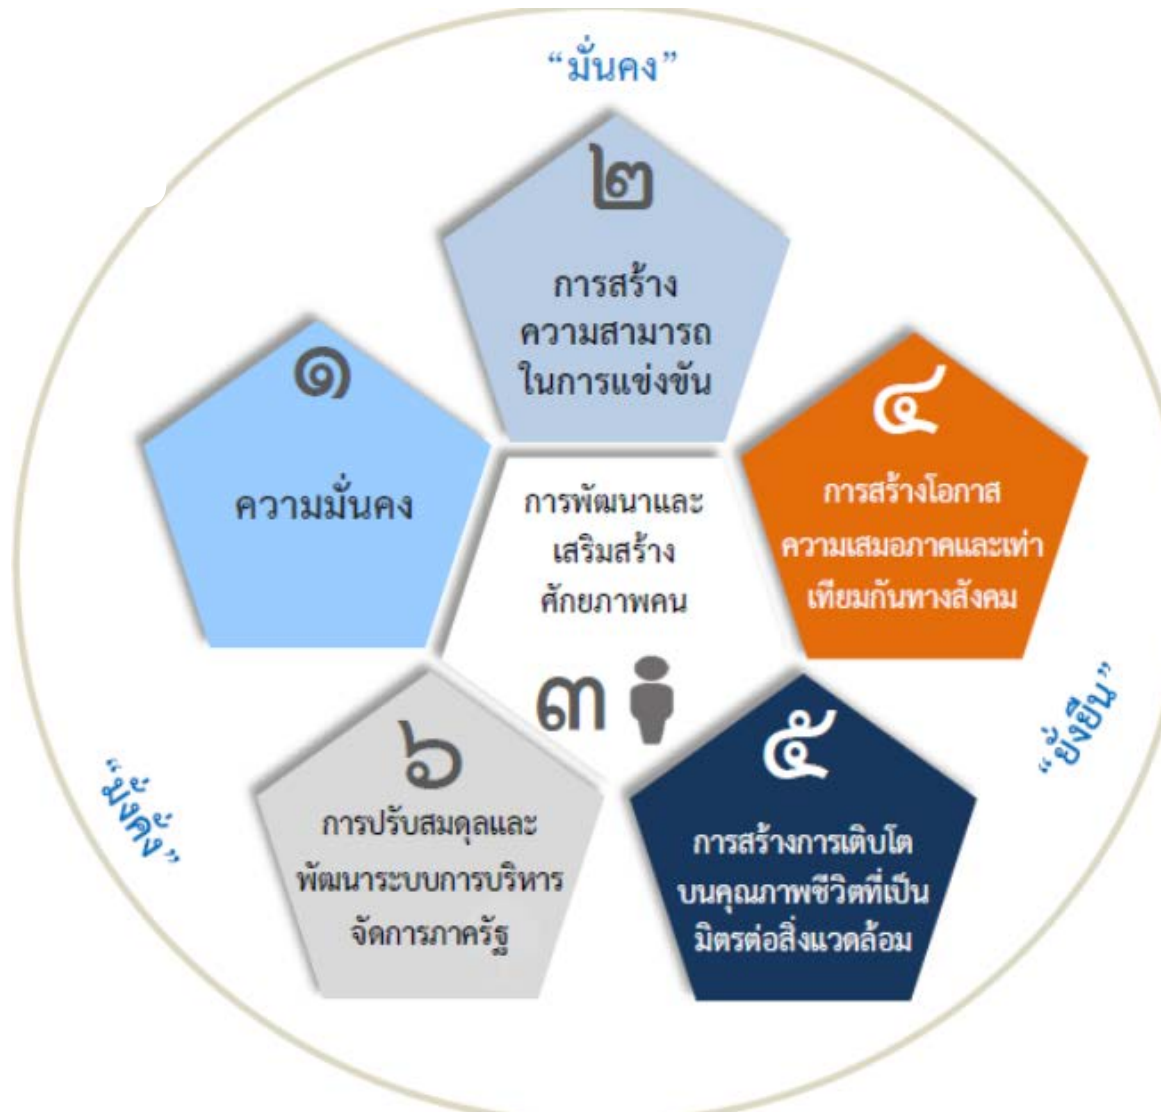 “มั่นคง”
๒
การสร้าง
ความสามารถ
ในการแข่งขัน
๑
ความมั่นคง
๔
การสร้างโอกาส
ความเสมอภาคและเท่า
เทียมกันทางสังคม
การพัฒนาและ
เสริมสร้าง
ศักยภาพคน
๓
๖
การปรับสมดุลและ
พัฒนาระบบการบริหาร
จัดการภาครัฐ
๕
การสร้างการเติบโต
บนคุณภาพชีวิตที่เป็น
มิตรต่อสิ่งแวดล้อม
“มั่งคั่ง”
“ยั่งยืน”